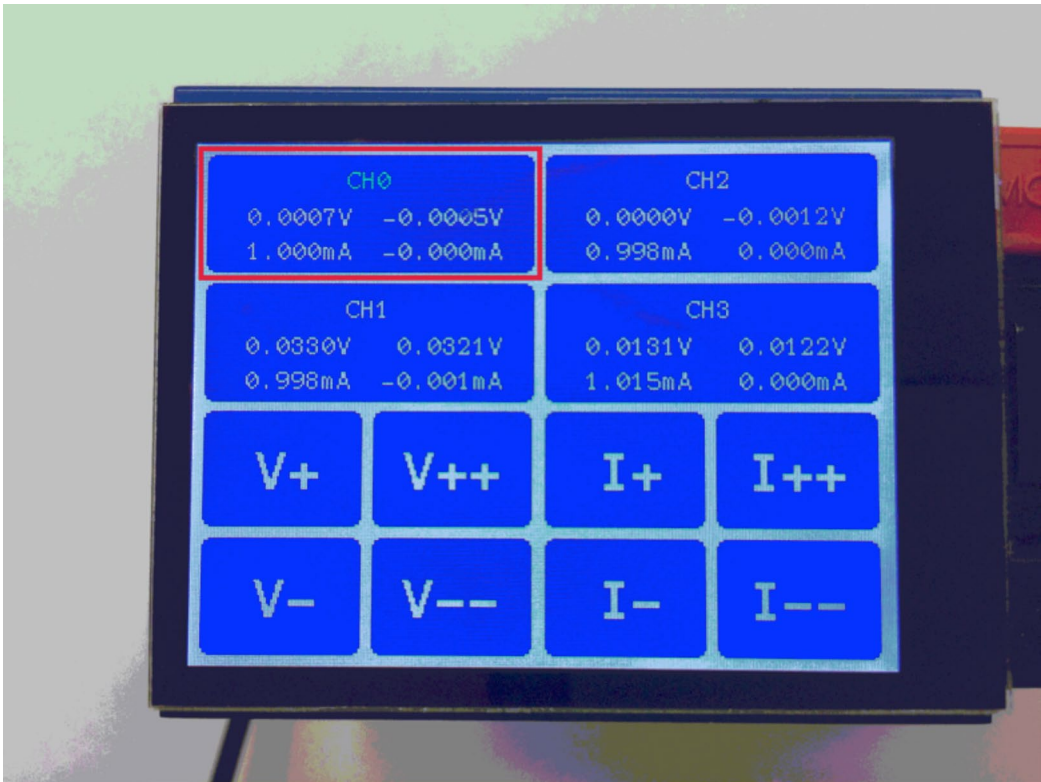 CH0
0.0007V -0.0005V
1.000mA -0.000mA
CH2
0.0000V -0.0012V
0.998mA 0.000mA
CH1
0.0330V 0.0321V
0.998mA -0.001mA
CH3
0.0131V 0.0122V
1.015mA 0.000mA
V+ V++ I+ I++
V- V-- I- I--